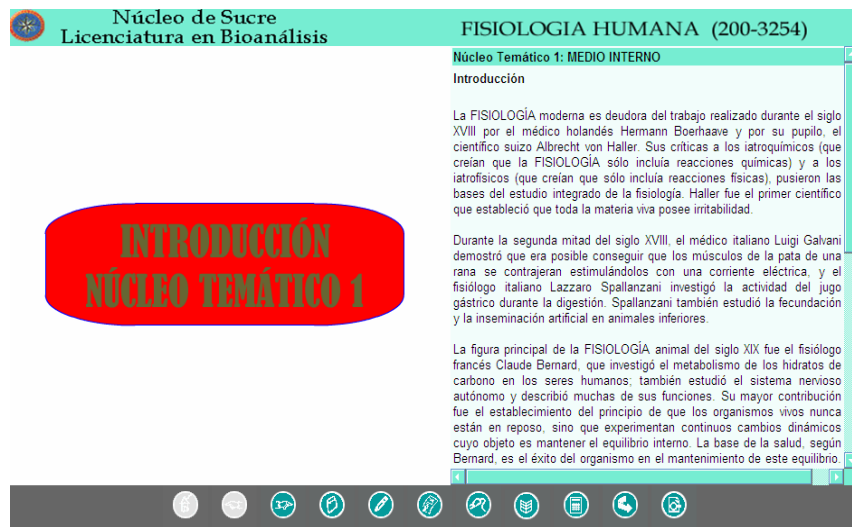 Núcleo de Sucre
Licenciatura en Bioanálisis
FISIOLOGIA HUMANA (200-3254)
INTRODUCCIÓN
NÚCLEO TEMÁTICO 1
Núcleo Temático 1: MEDIO INTERNO
Introducción
La FISIOLOGÍA moderna es deudora del trabajo realizado durante el siglo
XVIII por el médico holandés Hermann Boerhaave y por su pupilo, el
científico suizo Albrecht von Haller. Sus críticas a los iatroquímicos (que
creían que la FISIOLOGÍA sólo incluía reacciones químicas) y a los
iatrofísicos (que creían que sólo incluía reacciones físicas), pusieron las
bases del estudio integrado de la fisiología. Haller fue el primer científico
que estableció que toda la materia viva posee irritabilidad.
Durante la segunda mitad del siglo XVIII, el médico italiano Luigi Galvani
demostró que era posible conseguir que los músculos de la pata de una
rana se contrajeran estimulándolos con una corriente eléctrica, y el
fisiólogo italiano Lazzaro Spallanzani investigó la actividad del jugo
gástrico durante la digestión. Spallanzani también estudió la fecundación
y la inseminación artificial en animales inferiores.
La figura principal de la FISIOLOGÍA animal del siglo XIX fue el fisiólogo
francés Claude Bernard, que investigó el metabolismo de los hidratos de
carbono en los seres humanos; también estudió el sistema nervioso
autónomo y describió muchas de sus funciones. Su mayor contribución
fue el establecimiento del principio de que los organismos vivos nunca
están en reposo, sino que experimentan continuos cambios dinámicos
cuyo objeto es mantener el equilibrio interno. La base de la salud, según
Bernard, es el éxito del organismo en el mantenimiento de este equilibrio.